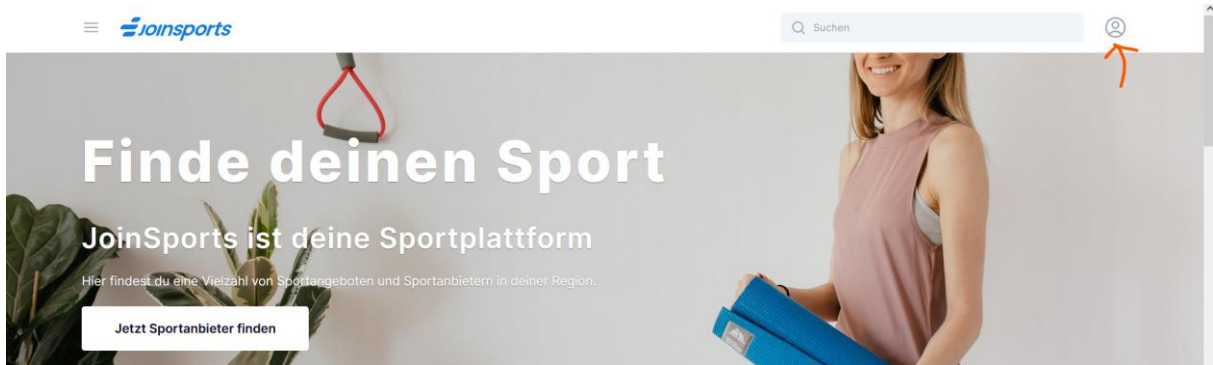 Joinsports
Suchen
Finde deinen Sport
JoinSports ist deine Sportplattform
Hier findest du eine Vielzahl von Sportangeboten und Sportanbietern in deiner Region.
Jetzt Sportanbieter finden